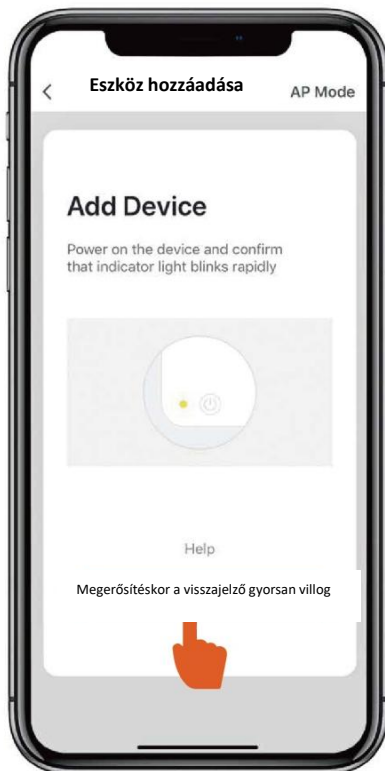 Eszköz hozzáadása
AP Mode
Add Device
Power on the device and confirm
that indicator light blinks rapidly
Help
Megerősítéskor a visszajelző gyorsan villog